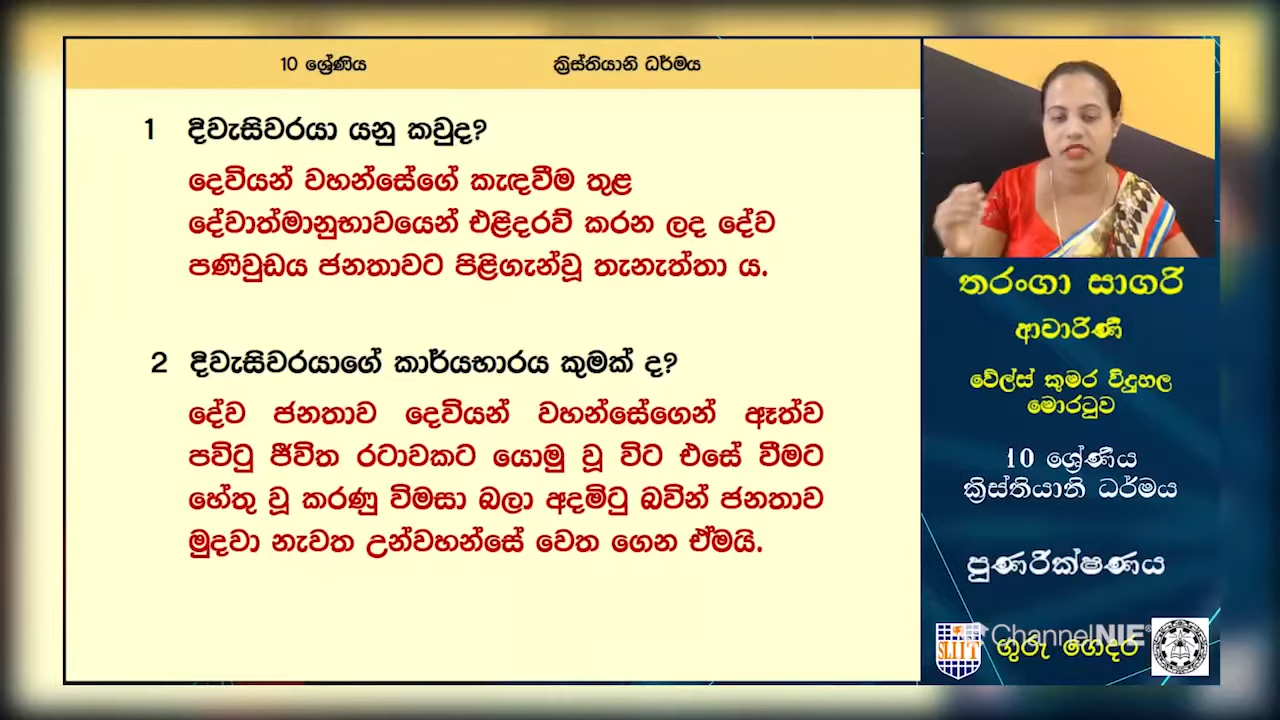 10 ශ්‍රේණිය
ක්‍රිස්තියානි ධර්මය
1 දිවැසිවරයා යනු කවුද?
දෙවියන් වහන්සේගේ කැඳවීම තුළ
දේවාත්මානුභාවයෙන් එළිදරව් කරන ලද දේව
පණිවුඩය ජනතාවට පිළිගැන්වූ තැනැත්තා ය.
2 දිවැසිවරයාගේ කාර්යභාරය කුමක් ද?
දේව ජනතාව දෙවියන් වහන්සේගෙන් ඈත්ව
පවිටු ජීවිත රටාවකට යොමු වූ විට එසේ වීමට
හේතු වූ කරණු විමසා බලා අදමිටු බවින් ජනතාව
මුදවා නැවත උන්වහන්සේ වෙත ගෙන ඒමයි.
තරංගා සාගරි
ආචාරිණී
වේල්ස් කුමර විදුහල
මොරටුව
10 ශ්‍රේණිය
ක්‍රිස්තියානි ධර්මය
පුණරීක්ෂණය
ChannelNIE
SLIIT
ගුරු ගෙදර